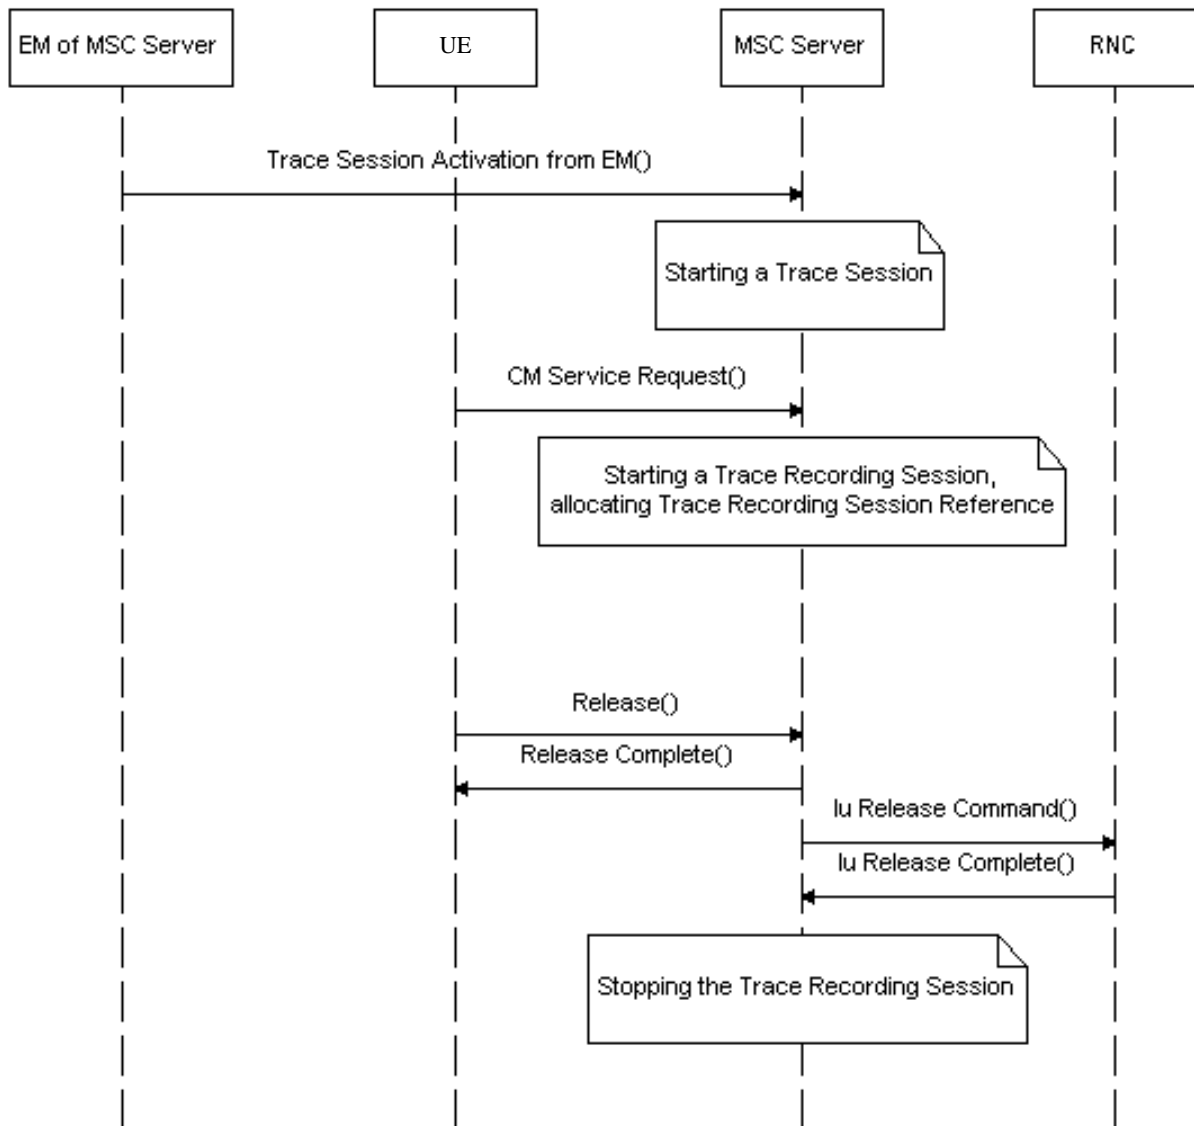 EM of MSC Server
UE
MSC Server
RNC
Trace Session Activation from EM()
Starting a Trace Session
CM Service Request()
Starting a Trace Recording Session,
allocating Trace Recording Session Reference
Release()
Release Complete()
Iu Release Command()
Iu Release Complete()
Stopping the Trace Recording Session